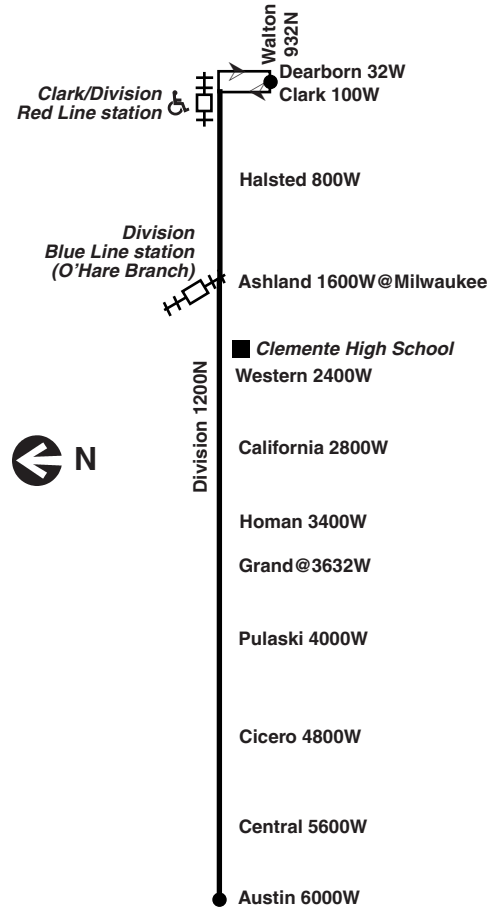 Walton
932N
Dearborn 32W
Clark/Division
Red Line station
Clark 100W
Halsted 800W
Division
Blue Line station
(O'Hare Branch)
Ashland 1600W@Milwaukee
Clemente High School
Western 2400W
Division 1200N
California 2800W
N
Homan 3400W
Grand@3632W
Pulaski 4000W
Cicero 4800W
Central 5600W
Austin 6000W